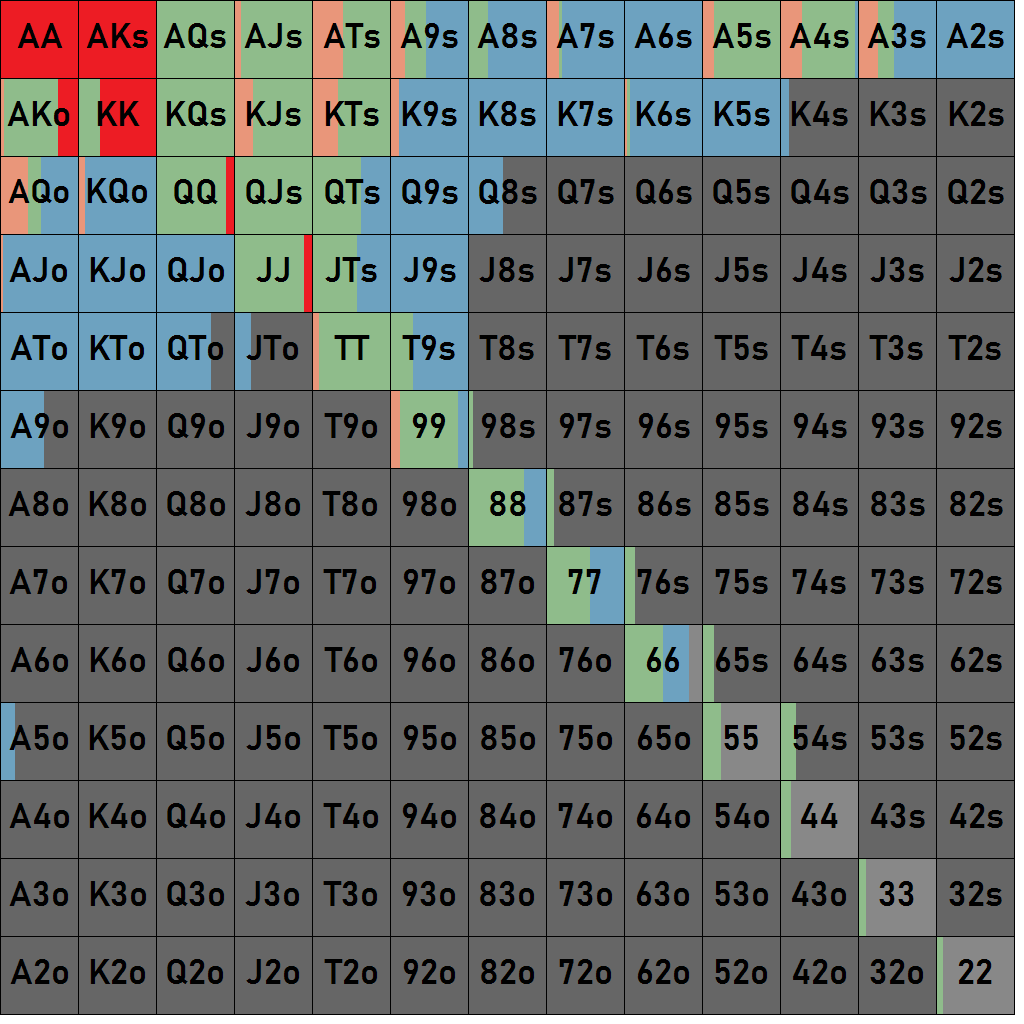 AA AKs AQs AJs ATs A9s A8s A7s A6s A5s A4s A3s A2s
AKo KK KQs KJs KTs K9s K8s K7s K6s K5s K4s K3s K2s
AQo KQo QQ QJs QTs Q9s Q8s Q7s Q6s Q5s Q4s Q3s Q2s
AJo KJo QJo JJ JTs J9s J8s J7s J6s J5s J4s J3s J2s
ATo KTo QTo JTo TT T9s T8s T7s T6s T5s T4s T3s T2s
A9o K9o Q9o J9o T9o 99 98s 97s 96s 95s 94s 93s 92s
A8o K8o Q8o J8o T8o 98o 88 87s 86s 85s 84s 83s 82s
A7o K7o Q7o J7o T7o 97o 87o 77 76s 75s 74s 73s 72s
A6o K6o Q6o J6o T6o 96o 86o 76o 66 65s 64s 63s 62s
A5o K5o Q5o J5o T5o 95o 85o 75o 65o 55 54s 53s 52s
A4o K4o Q4o J4o T4o 94o 84o 74o 64o 54o 44 43s 42s
A3o K3o Q3o J3o T3o 93o 83o 73o 63o 53o 43o 33 32s
A2o K2o Q2o J2o T2o 92o 82o 72o 62o 52o 42o 32o 22